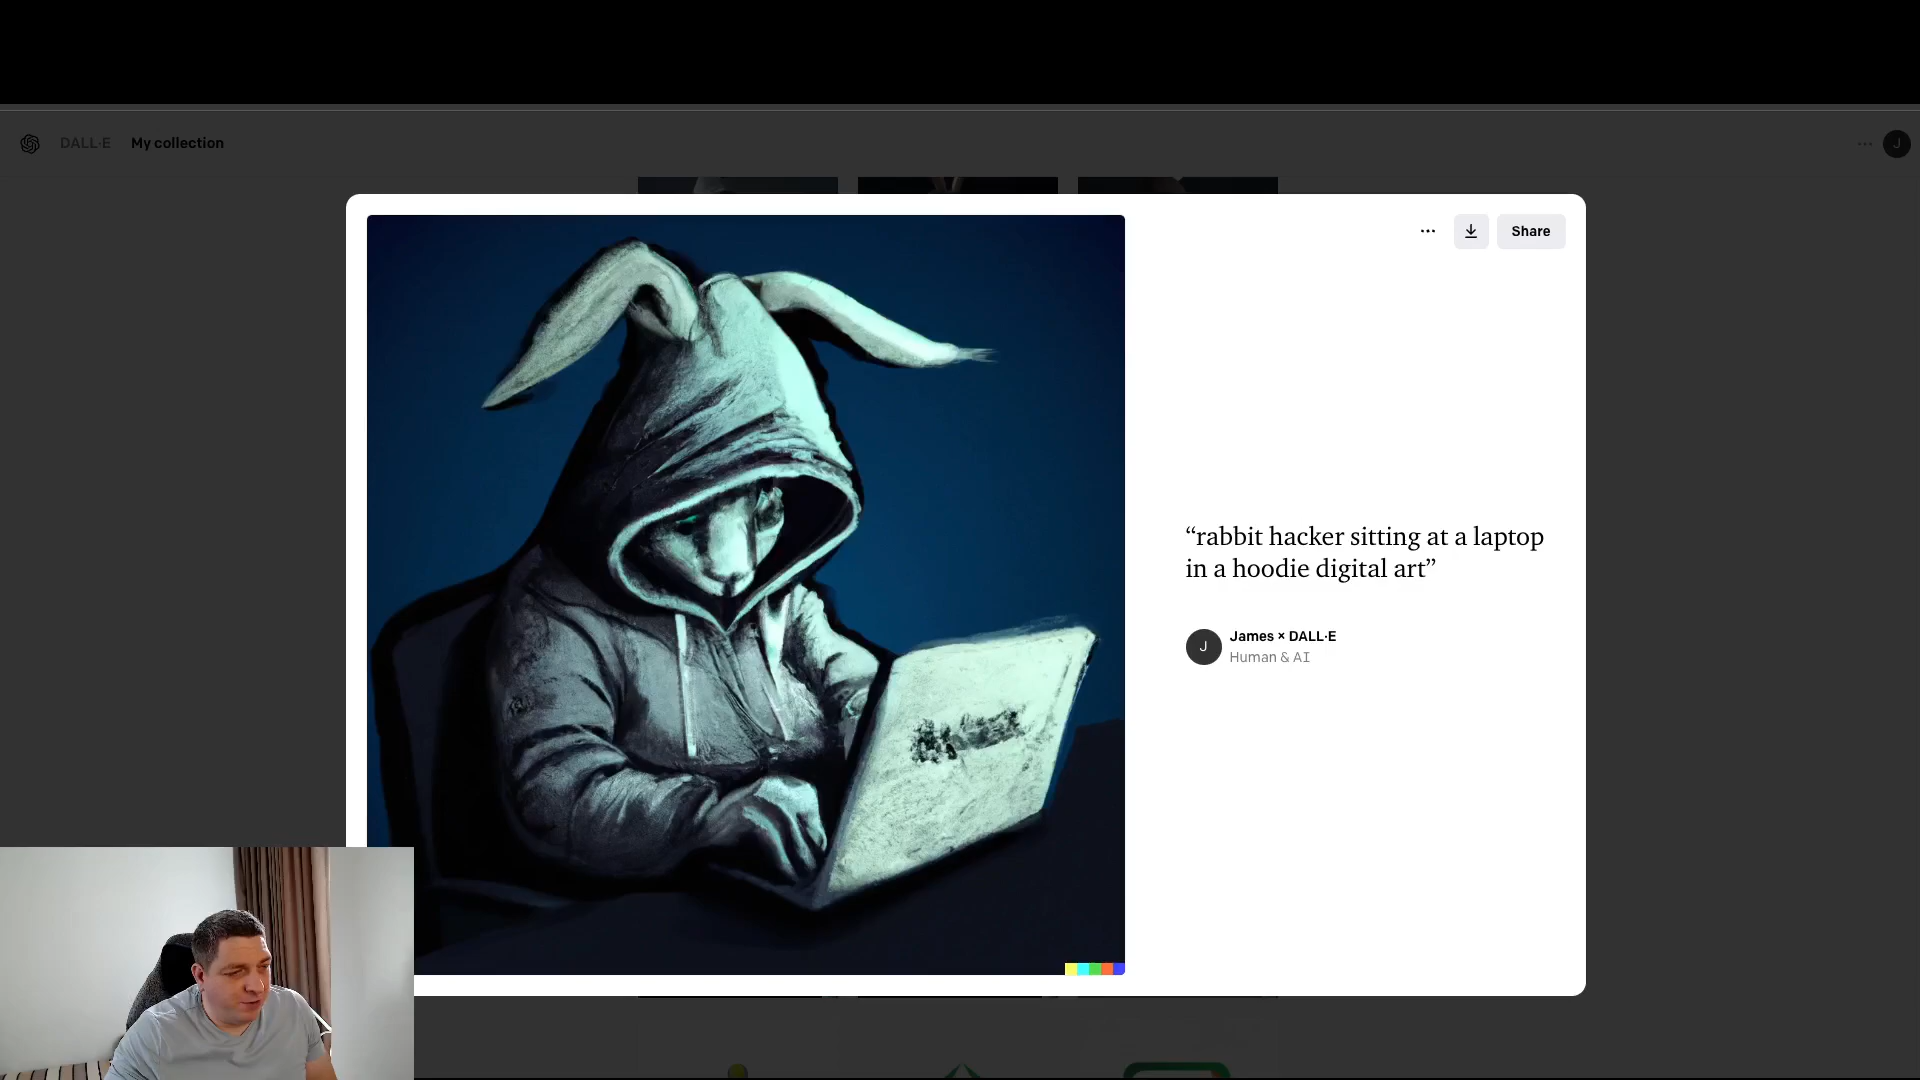 DALL·E My collection
J
Share
“rabbit hacker sitting at a laptop
in a hoodie digital art”
J
James × DALL·E
Human & AI